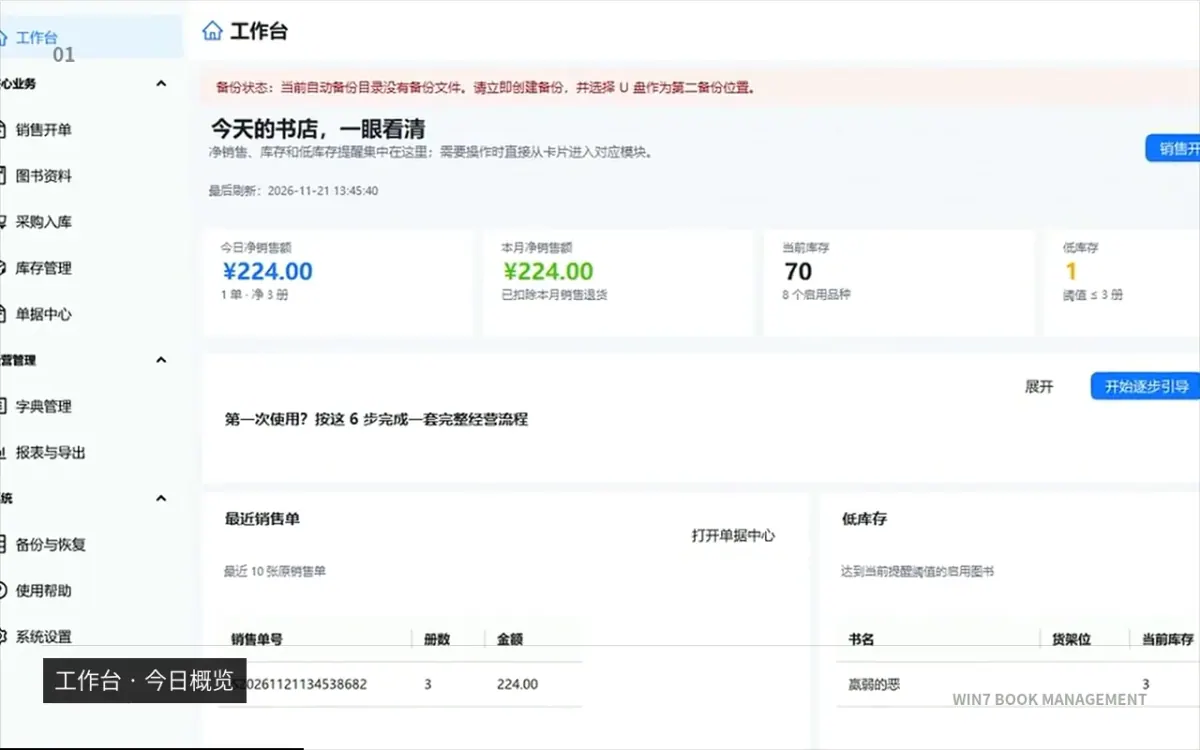 工作台
01
心业务
销售开单
图书资料
采购入库
库存管理
单据中心
营管理
字典管理
报表与导出
统
备份与恢复
使用帮助
系统设置
工作台
备份状态：当前自动备份目录没有备份文件。请立即创建备份，并选择 U 盘作为第二备份位置。
今天的书店，一眼看清
净销售、库存和低库存提醒集中在这里；需要操作时直接从卡片进入对应模块。
销售开
最后刷新：2026-11-21 13:45:40
今日净销售额
¥224.00
1 单 · 净 3 册
本月净销售额
¥224.00
已扣除本月销售退货
当前库存
70
8 个启用品种
低库存
1
阈值 ≤ 3 册
展开
开始逐步引导
第一次使用？按这 6 步完成一套完整经营流程
最近销售单
打开单据中心
最近 10 张原销售单
销售单号 册数 金额
20261121134538682 3 224.00
低库存
达到当前提醒阈值的启用图书
书名 货架位 当前库存
羸弱的恶 3
工作台 · 今日概览
WIN7 BOOK MANAGEMENT